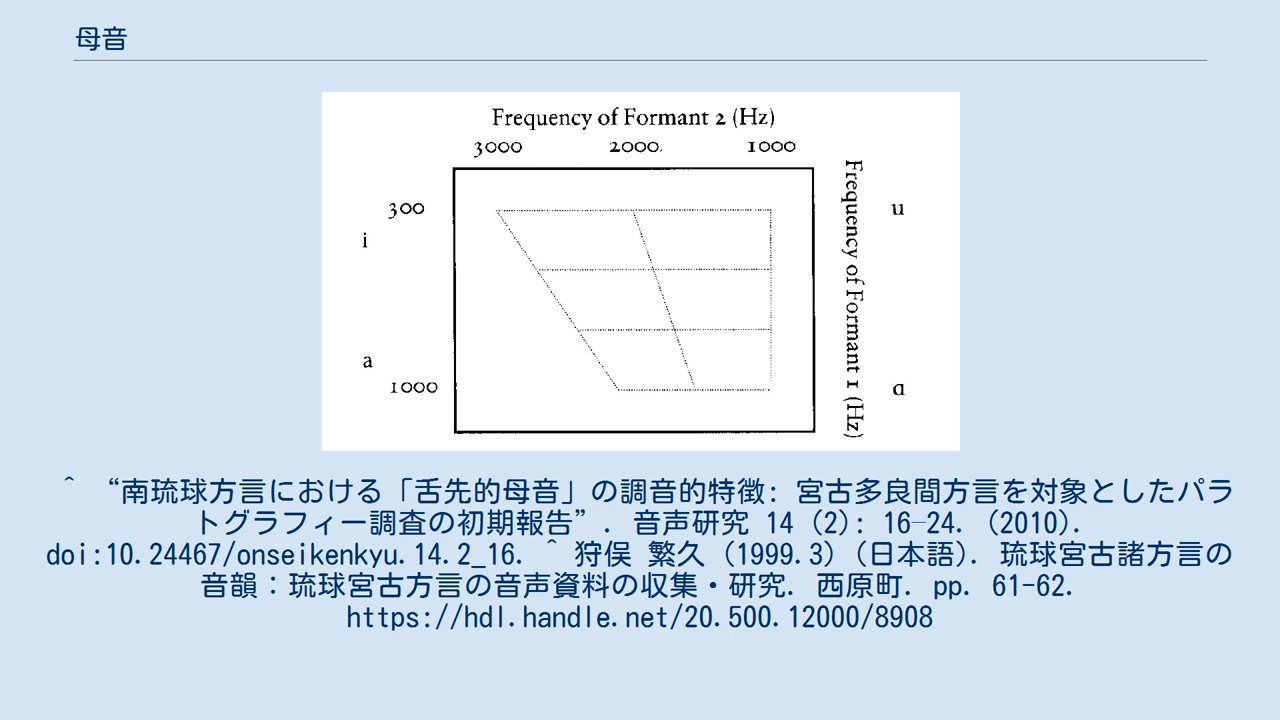 母音
Frequency of Formant 2 (Hz)
3000 2000 1000
300 u
i
a
1000 ɑ
Frequency of Formant 1 (Hz)
^ “南琉球方言における「舌先的母音」の調音的特徴: 宮古多良間方言を対象としたパラ
トグラフィー調査の初期報告”. 音声研究 14 (2): 16–24. (2010).
doi:10.24467/onseikenkyu.14.2_16. ^ 狩俣 繁久 (1999.3) (日本語). 琉球宮古諸方言の
音韻：琉球宮古方言の音声資料の収集・研究. 西原町. pp. 61-62.
https://hdl.handle.net/20.500.12000/8908